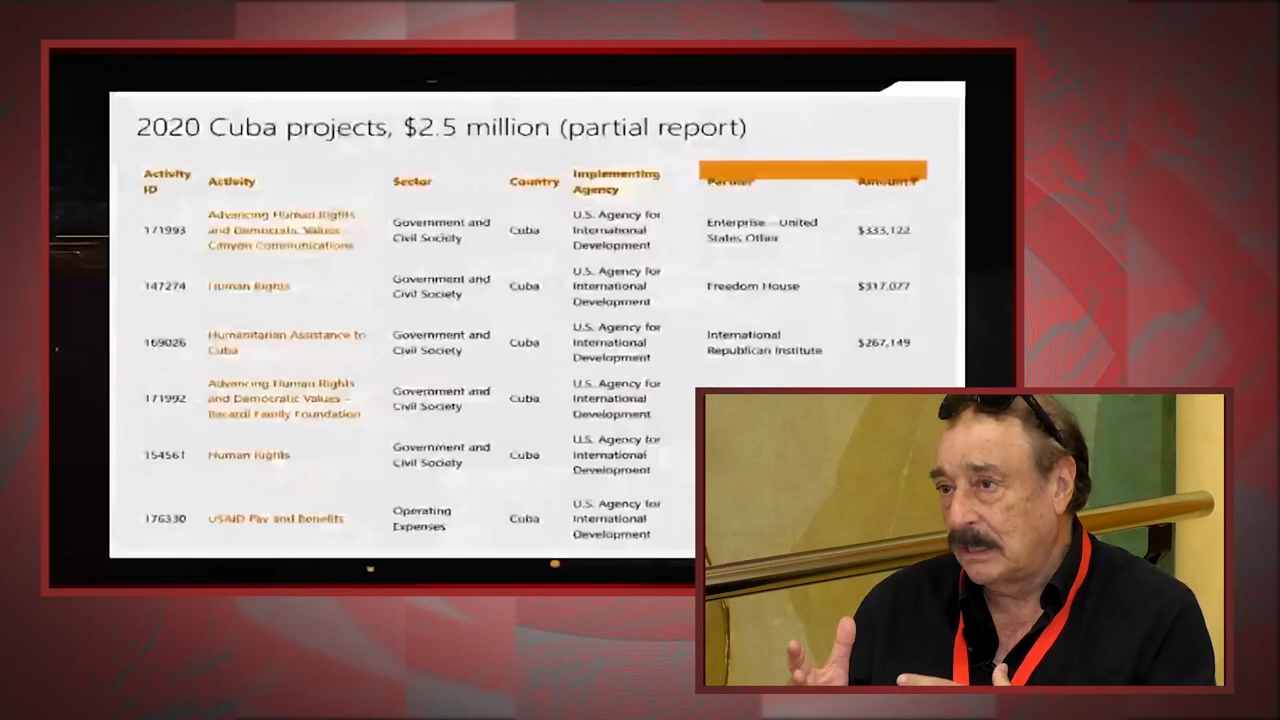 2020 Cuba projects, $2.5 million (partial report)
Activity ID Activity Sector Country Implementing Agency Partner Amount
171993 Advancing Human Rights and Democratic Values Canyon Communications Government and Civil Society Cuba U.S. Agency for International Development Enterprise - United States Other $333,122
147274 Human Rights Government and Civil Society Cuba U.S. Agency for International Development Freedom House $317,077
169026 Humanitarian Assistance to Cuba Government and Civil Society Cuba U.S. Agency for International Development International Republican Institute $267,149
171992 Advancing Human Rights and Democratic Values - Bacardi Family Foundation Government and Civil Society Cuba U.S. Agency for International Development
154561 Human Rights Government and Civil Society Cuba U.S. Agency for International Development
176330 USAID Pay and Benefits Operating Expenses Cuba U.S. Agency for International Development